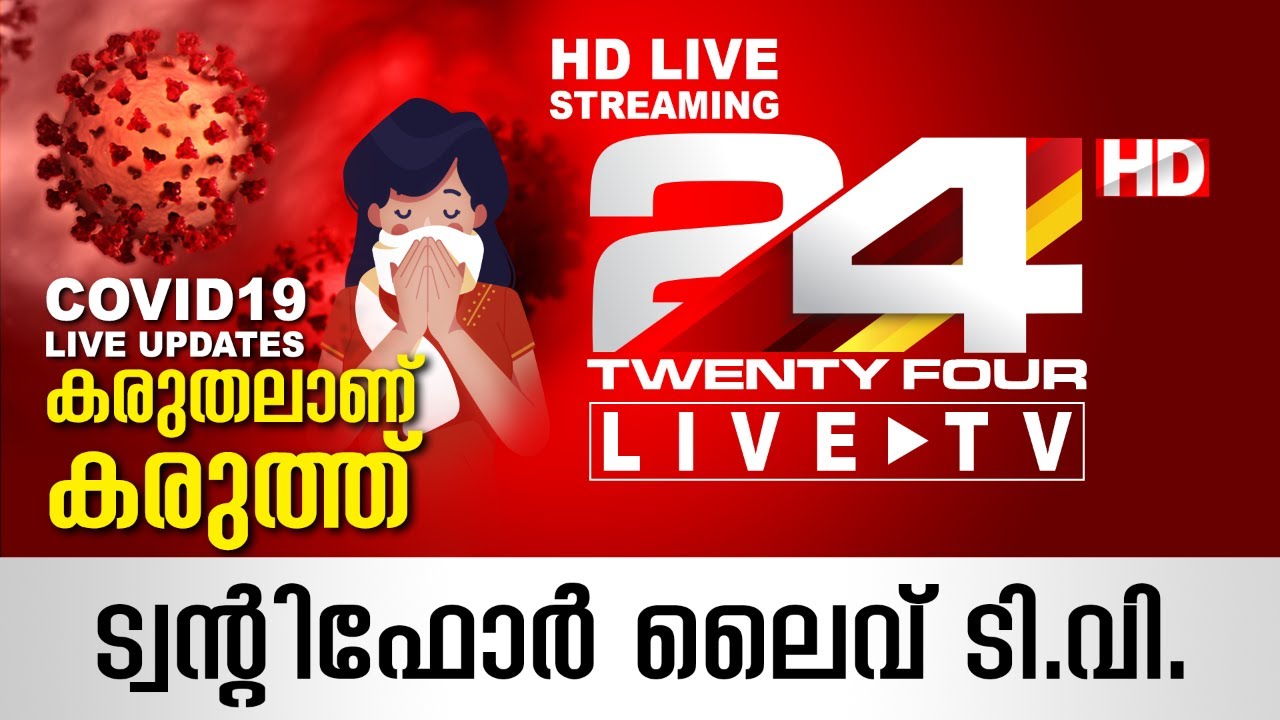 HD LIVE
STREAMING
24 HD
TWENTY FOUR
LIVE TV
COVID19
LIVE UPDATES
കരുതലാണ്
കരുത്ത്
ട്വന്റിഫോർ ലൈവ് ടി.വി.